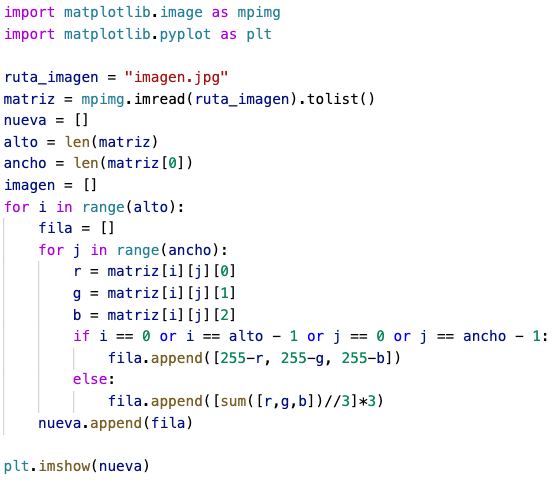 import matplotlib.image as mpimg
import matplotlib.pyplot as plt

ruta_imagen = "imagen.jpg"
matriz = mpimg.imread(ruta_imagen).tolist()
nueva = []
alto = len(matriz)
ancho = len(matriz[0])
imagen = []
for i in range(alto):
    fila = []
    for j in range(ancho):
        r = matriz[i][j][0]
        g = matriz[i][j][1]
        b = matriz[i][j][2]
        if i == 0 or i == alto - 1 or j == 0 or j == ancho - 1:
            fila.append([255-r, 255-g, 255-b])
        else:
            fila.append([sum([r,g,b])//3]*3)
    nueva.append(fila)

plt.imshow(nueva)